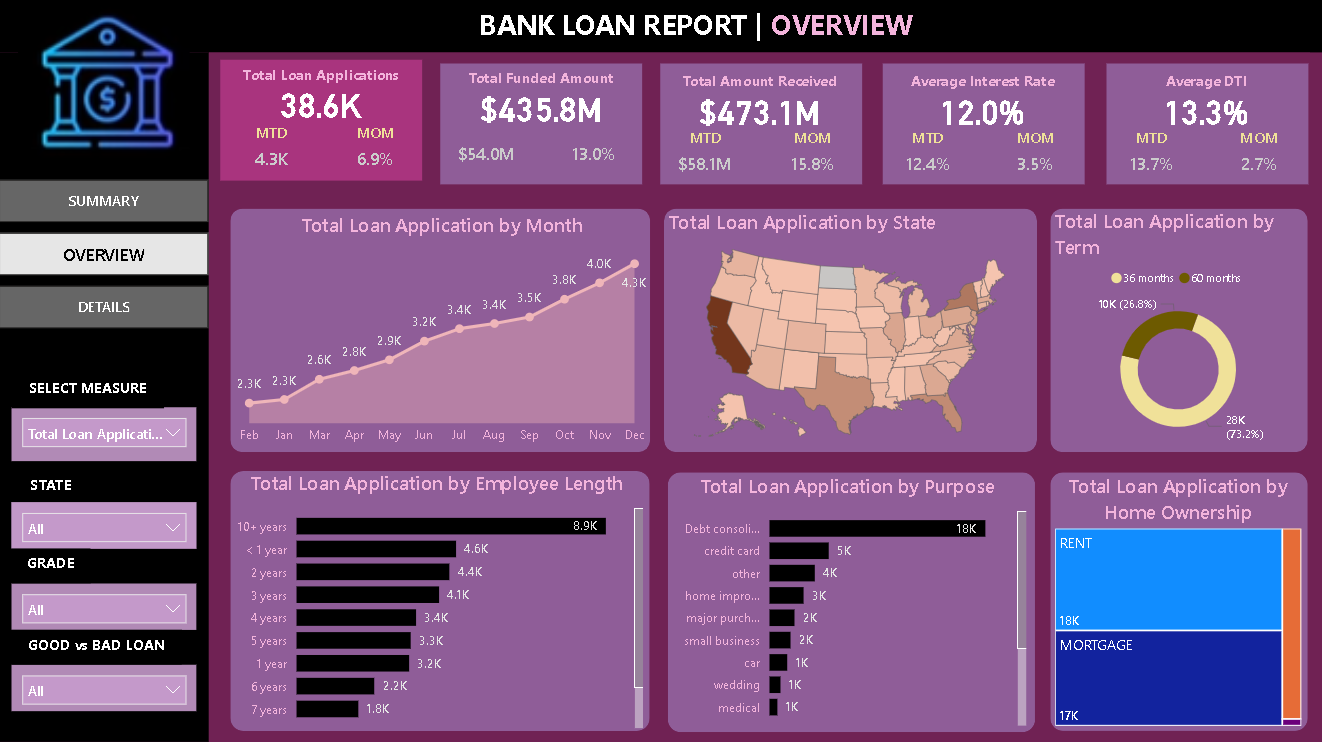 BANK LOAN REPORT | OVERVIEW
SUMMARY
OVERVIEW
DETAILS
SELECT MEASURE
Total Loan Applicati...
STATE
All
GRADE
All
GOOD vs BAD LOAN
All
Total Loan Applications
38.6K
MTD MOM
4.3K 6.9%
Total Funded Amount
$435.8M
$54.0M 13.0%
Total Amount Received
$473.1M
MTD MOM
$58.1M 15.8%
Average Interest Rate
12.0%
MTD MOM
12.4% 3.5%
Average DTI
13.3%
MTD MOM
13.7% 2.7%
Total Loan Application by Month
2.3K 2.3K 2.6K 2.8K 2.9K 3.2K 3.4K 3.4K 3.5K 3.8K 4.0K 4.3K
Feb Jan Mar Apr May Jun Jul Aug Sep Oct Nov Dec
Total Loan Application by State
Total Loan Application by
Term
36 months 60 months
10K (26.8%)
28K
(73.2%)
Total Loan Application by Employee Length
10+ years 8.9K
< 1 year 4.6K
2 years 4.4K
3 years 4.1K
4 years 3.4K
5 years 3.3K
1 year 3.2K
6 years 2.2K
7 years 1.8K
Total Loan Application by Purpose
Debt consoli... 18K
credit card 5K
other 4K
home impro... 3K
major purch... 2K
small business 2K
car 1K
wedding 1K
medical 1K
Total Loan Application by
Home Ownership
RENT
18K
MORTGAGE
17K